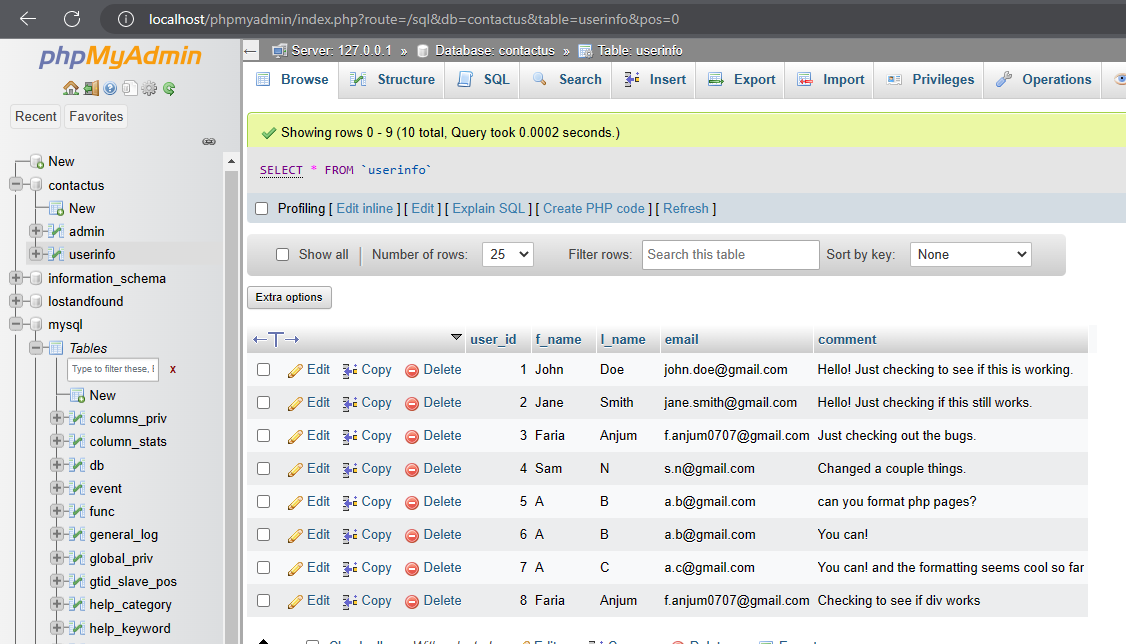 localhost/phpmyadmin/index.php?route=/sql&db=contactus&table=userinfo&pos=0
phpMyAdmin
Recent Favorites
New
contactus
New
admin
userinfo
information_schema
lostandfound
mysql
Tables
Type to filter these, X
New
columns_priv
column_stats
db
event
func
general_log
global_priv
gtid_slave_pos
help_category
help_keyword
Server: 127.0.0.1 » Database: contactus » Table: userinfo
Browse Structure SQL Search Insert Export Import Privileges Operations
Showing rows 0 - 9 (10 total, Query took 0.0002 seconds.)
SELECT * FROM `userinfo`
Profiling [ Edit inline ] [ Edit ] [ Explain SQL ] [ Create PHP code ] [ Refresh ]
Show all | Number of rows: 25 Filter rows: Search this table Sort by key: None
Extra options
user_id f_name l_name email comment
Edit Copy Delete 1 John Doe john.doe@gmail.com Hello! Just checking to see if this is working.
Edit Copy Delete 2 Jane Smith jane.smith@gmail.com Hello! Just checking if this still works.
Edit Copy Delete 3 Faria Anjum f.anjum0707@gmail.com Just checking out the bugs.
Edit Copy Delete 4 Sam N s.n@gmail.com Changed a couple things.
Edit Copy Delete 5 A B a.b@gmail.com can you format php pages?
Edit Copy Delete 6 A B a.b@gmail.com You can!
Edit Copy Delete 7 A C a.c@gmail.com You can! and the formatting seems cool so far
Edit Copy Delete 8 Faria Anjum f.anjum0707@gmail.com Checking to see if div works